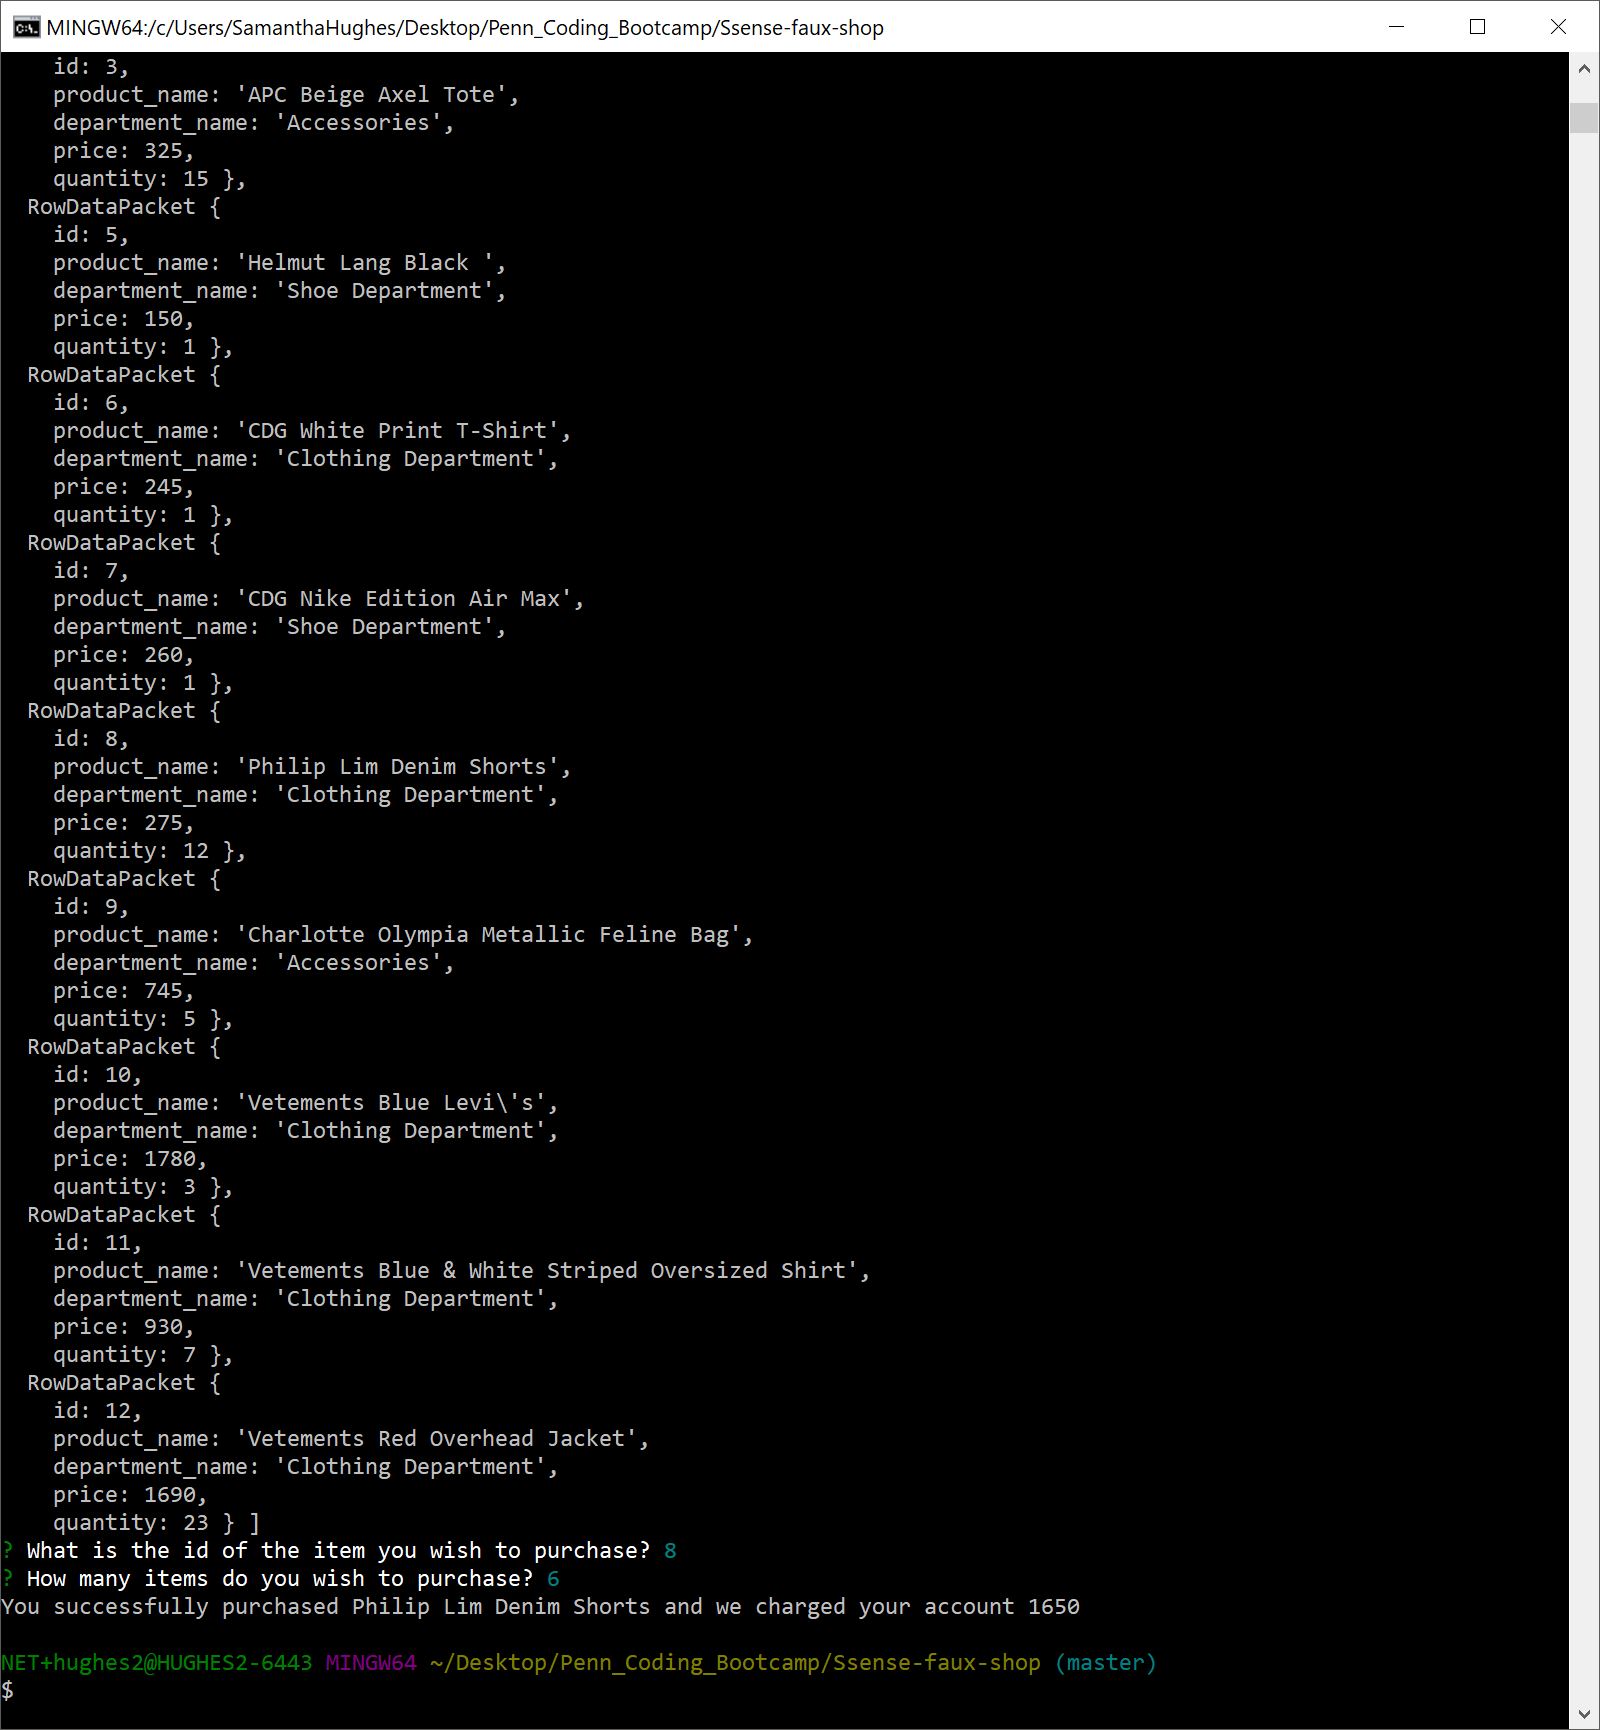 MINGW64:/c/Users/SamanthaHughes/Desktop/Penn_Coding_Bootcamp/Ssense-faux-shop
id: 3,
product_name: 'APC Beige Axel Tote',
department_name: 'Accessories',
price: 325,
quantity: 15 },
RowDataPacket {
id: 5,
product_name: 'Helmut Lang Black ',
department_name: 'Shoe Department',
price: 150,
quantity: 1 },
RowDataPacket {
id: 6,
product_name: 'CDG White Print T-Shirt',
department_name: 'Clothing Department',
price: 245,
quantity: 1 },
RowDataPacket {
id: 7,
product_name: 'CDG Nike Edition Air Max',
department_name: 'Shoe Department',
price: 260,
quantity: 1 },
RowDataPacket {
id: 8,
product_name: 'Philip Lim Denim Shorts',
department_name: 'Clothing Department',
price: 275,
quantity: 12 },
RowDataPacket {
id: 9,
product_name: 'Charlotte Olympia Metallic Feline Bag',
department_name: 'Accessories',
price: 745,
quantity: 5 },
RowDataPacket {
id: 10,
product_name: 'Vetements Blue Levi\'s',
department_name: 'Clothing Department',
price: 1780,
quantity: 3 },
RowDataPacket {
id: 11,
product_name: 'Vetements Blue & White Striped Oversized Shirt',
department_name: 'Clothing Department',
price: 930,
quantity: 7 },
RowDataPacket {
id: 12,
product_name: 'Vetements Red Overhead Jacket',
department_name: 'Clothing Department',
price: 1690,
quantity: 23 } ]
? What is the id of the item you wish to purchase? 8
? How many items do you wish to purchase? 6
You successfully purchased Philip Lim Denim Shorts and we charged your account 1650
NET+hughes2@HUGHES2-6443 MINGW64 ~/Desktop/Penn_Coding_Bootcamp/Ssense-faux-shop (master)
$